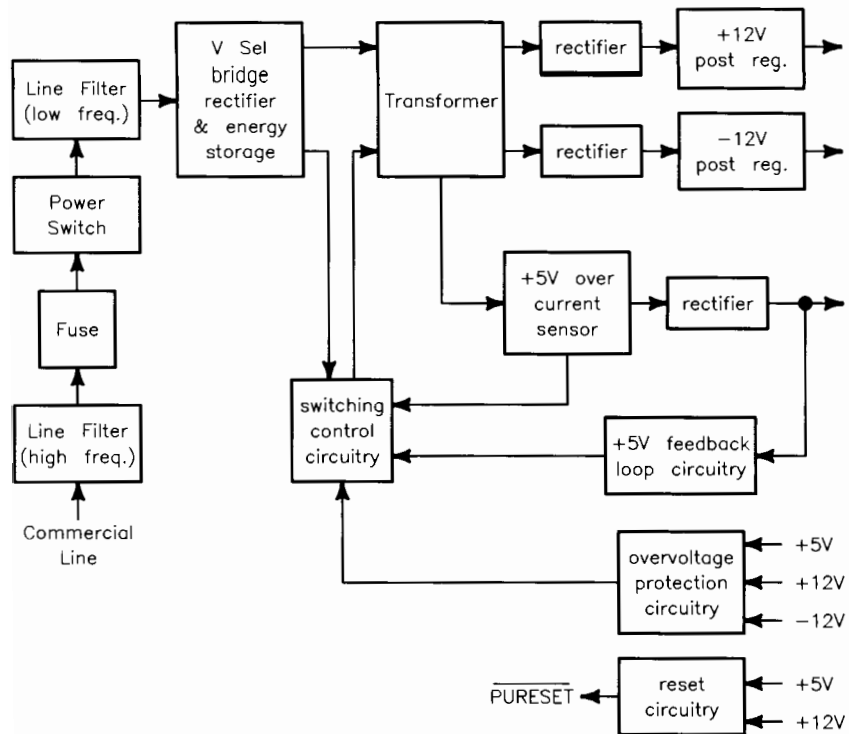 V Sel
bridge
rectifier
& energy
storage
Line Filter
(low freq.)
Transformer
rectifier
+12V
post reg.
rectifier
-12V
post reg.
Power
Switch
Fuse
Line Filter
(high freq.)
Commercial
Line
+5V over
current
sensor
rectifier
switching
control
circuitry
+5V feedback
loop circuitry
overvoltage
protection
circuitry
+5V
+12V
-12V
PURESET
reset
circuitry
+5V
+12V